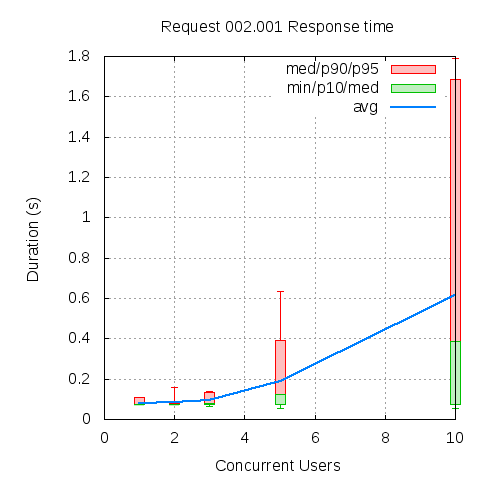 Request 002.001 Response time
med/p90/p95
min/p10/med
avg
Duration (s)
1.8
1.6
1.4
1.2
1
0.8
0.6
0.4
0.2
0
0 2 4 6 8 10
Concurrent Users